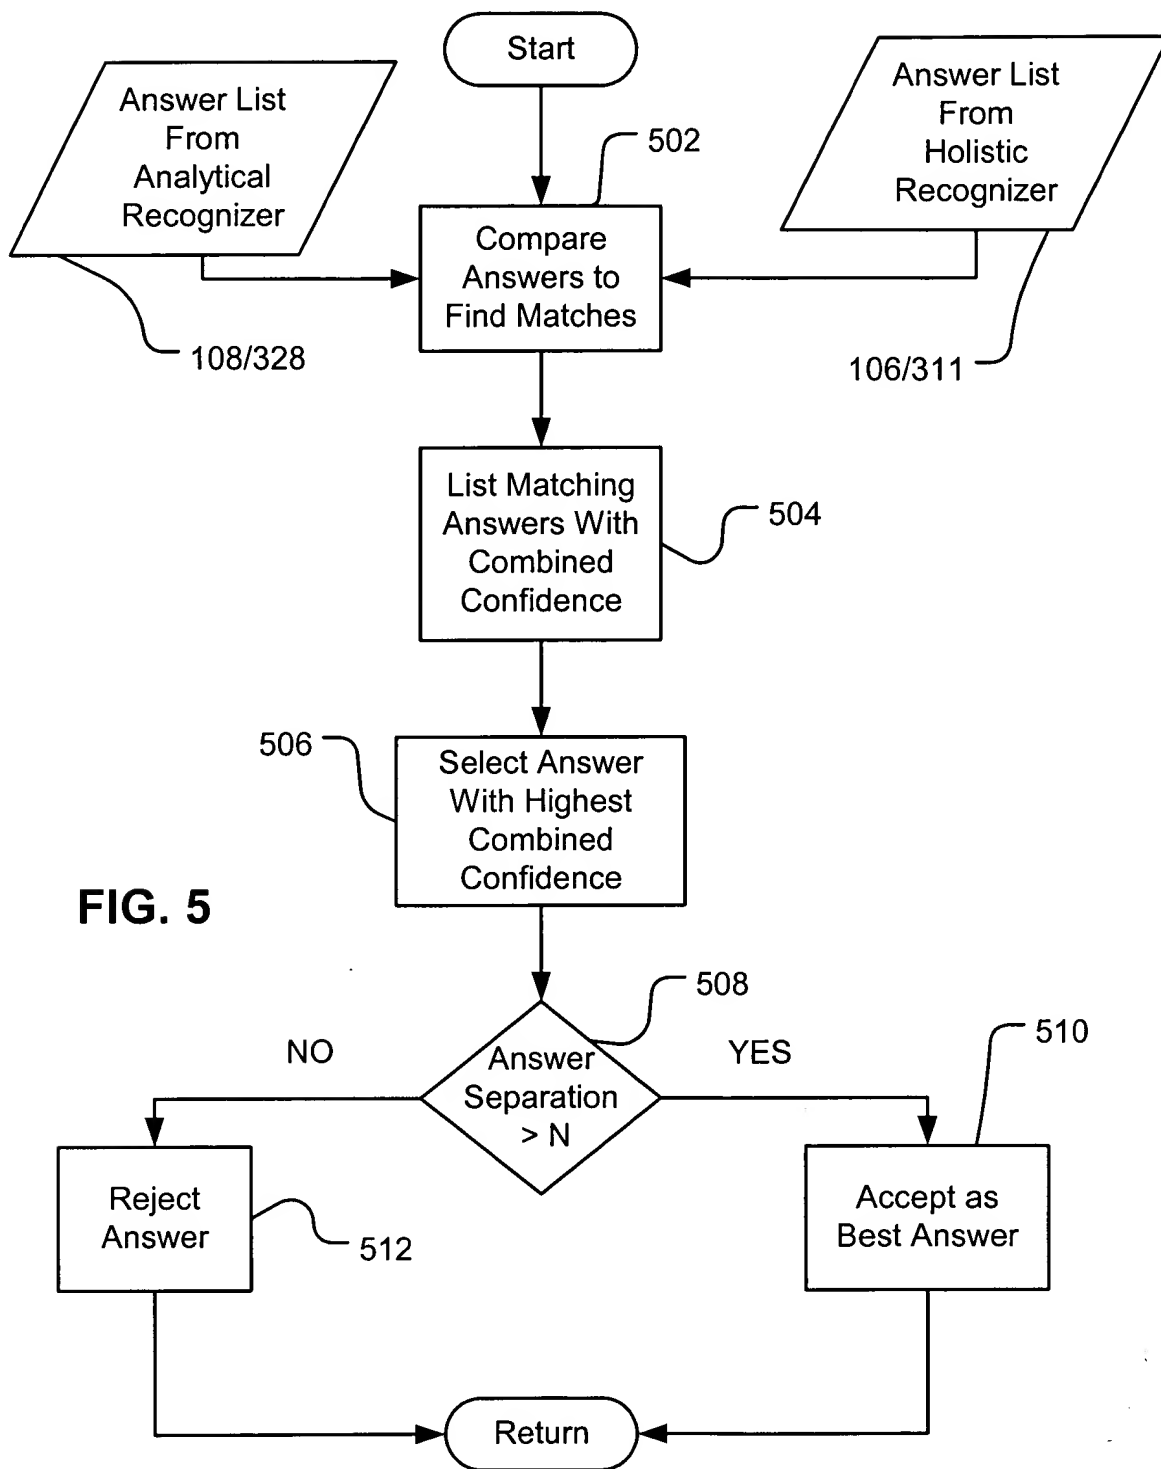 Start
Answer List
From
Analytical
Recognizer
Answer List
From
Holistic
Recognizer
502
Compare
Answers to
Find Matches
108/328
106/311
List Matching
Answers With
Combined
Confidence
504
506
Select Answer
With Highest
Combined
Confidence
FIG. 5
508
NO
Answer
Separation
> N
YES
510
Reject
Answer
512
Accept as
Best Answer
Return